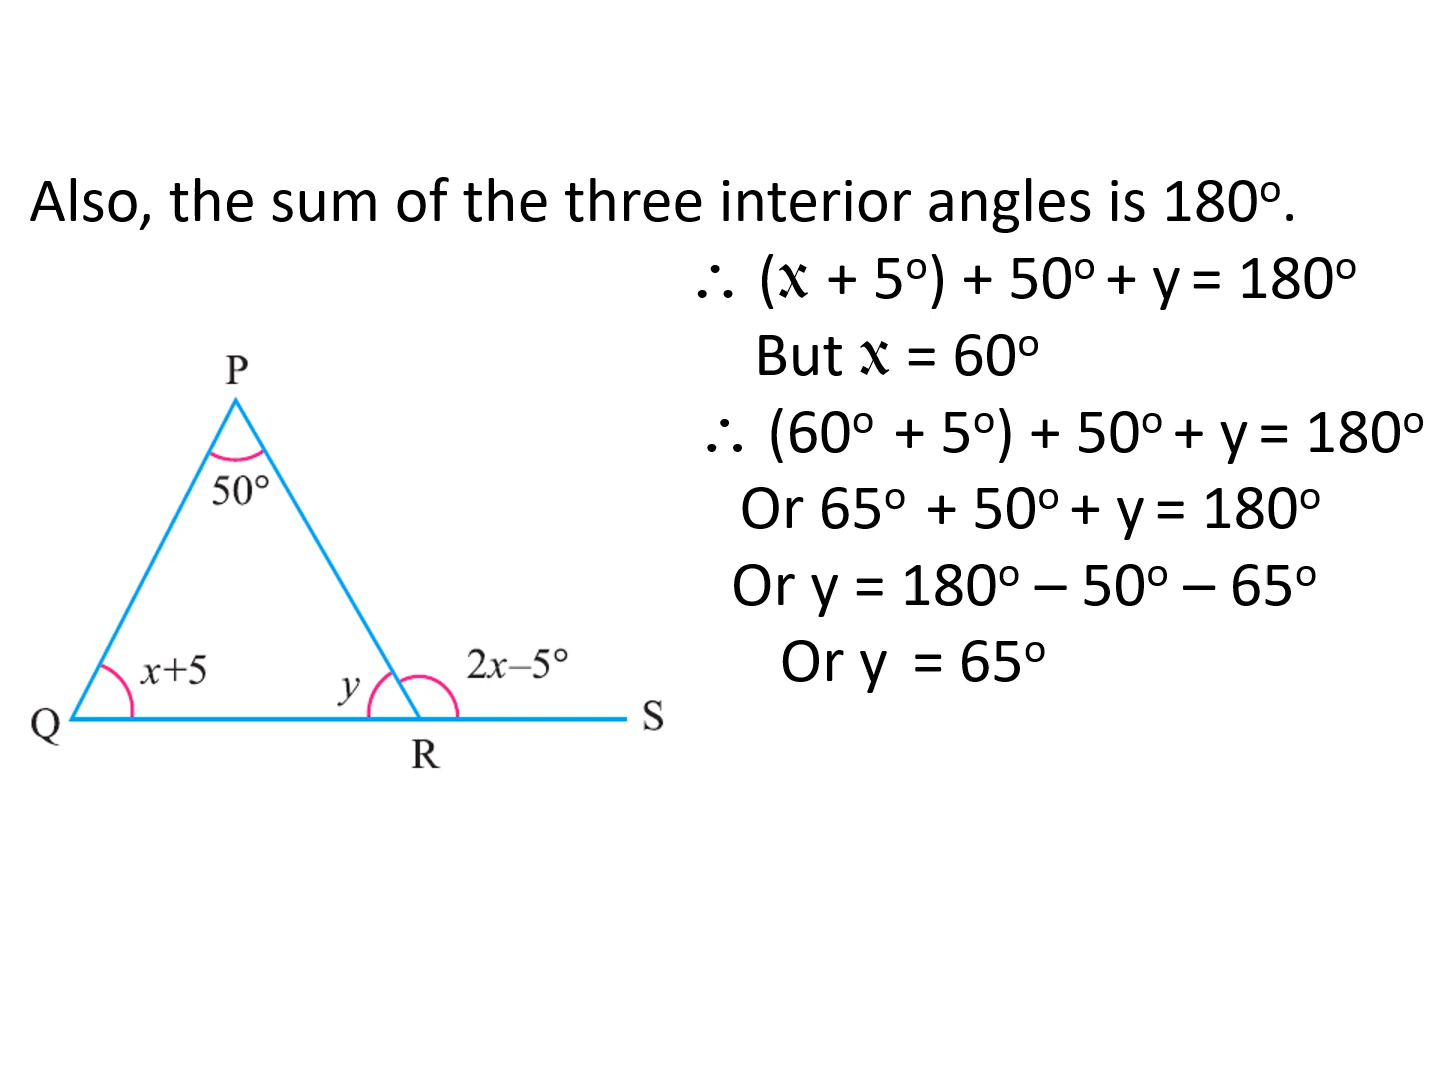 Also, the sum of the three interior angles is 180º.
∴ (x + 5º) + 50º + y = 180º
But x = 60º
∴ (60º + 5º) + 50º + y = 180º
Or 65º + 50º + y = 180º
Or y = 180º – 50º – 65º
Or y = 65º
P
50°
x+5
y
2x–5°
Q
R
S